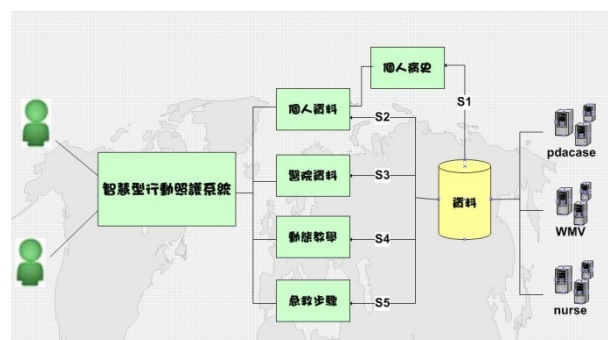 個人病史
S1
個人資料
S2
pdacase
智慧型行動照護系統
醫院資料
S3
資料
動態教學
S4
WMV
急救步驟
S5
nurse